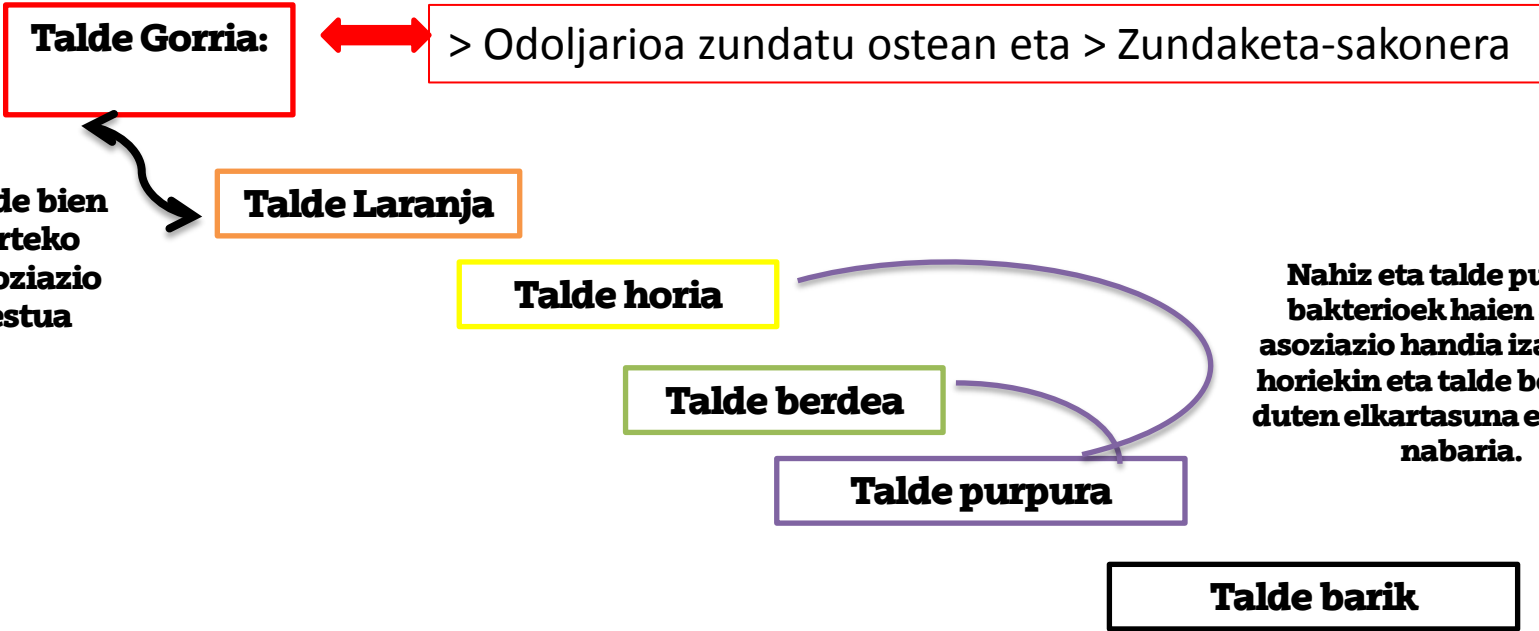 Talde Gorria:
> Odoljarioa zundatu ostean eta > Zundaketa-sakonera
de bien
rteko
oziazio
estua
Talde Laranja
Talde horia
Talde berdea
Talde purpura
Nahiz eta talde pu
bakterioek haien
asoziazio handia iza
horiekin eta talde be
duten elkartasuna e
nabaria.
Talde barik